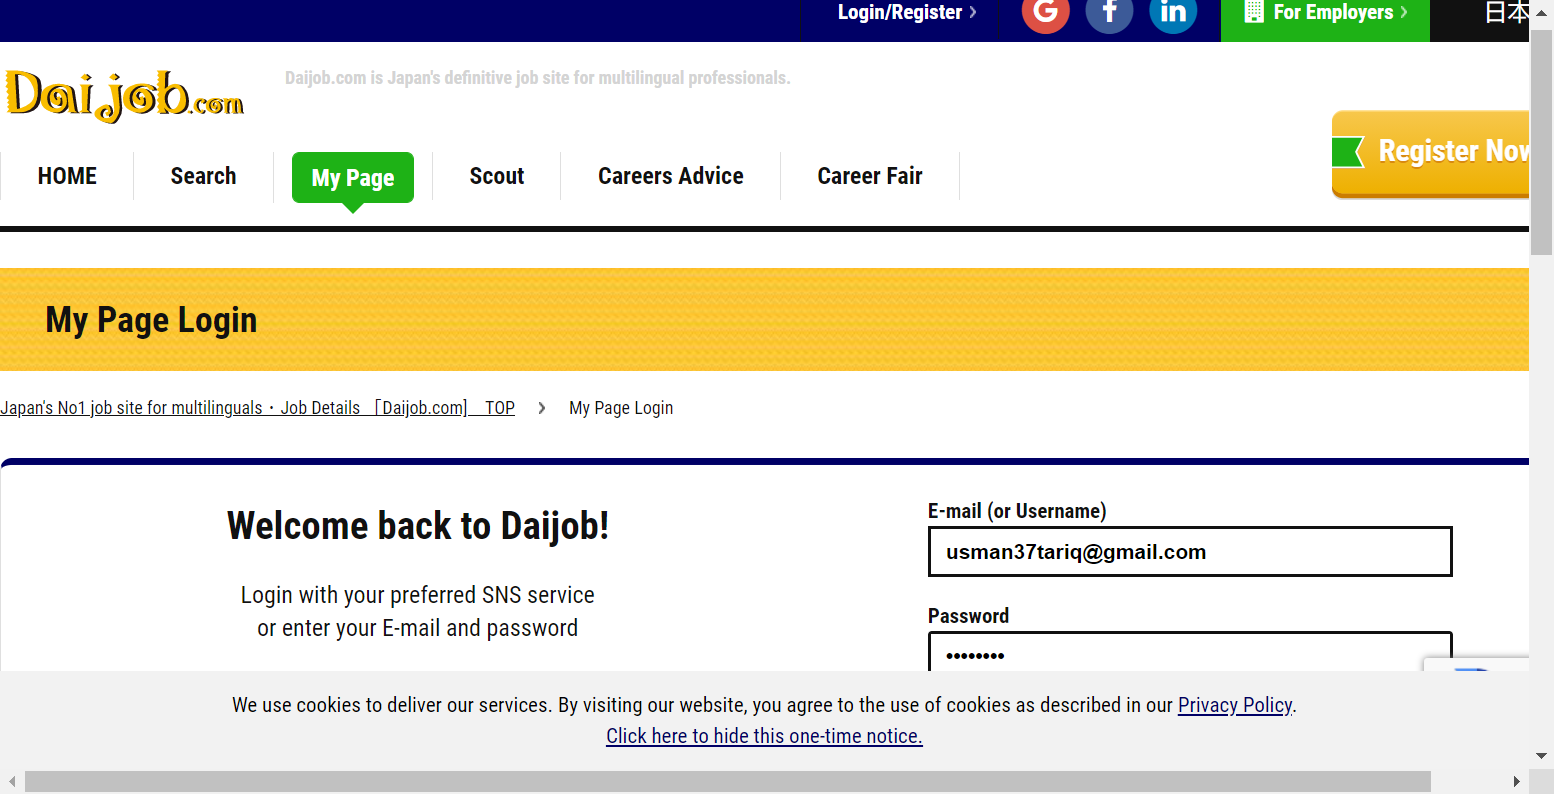 Login/Register
For Employers
日本
Daijob.com
Daijob.com is Japan's definitive job site for multilingual professionals.
Register Now
HOME
Search
My Page
Scout
Careers Advice
Career Fair
My Page Login
Japan's No1 job site for multilinguals・Job Details ［Daijob.com］ TOP
My Page Login
Welcome back to Daijob!
Login with your preferred SNS service
or enter your E-mail and password
E-mail (or Username)
usman37tariq@gmail.com
Password
••••••••
We use cookies to deliver our services. By visiting our website, you agree to the use of cookies as described in our Privacy Policy.
Click here to hide this one-time notice.